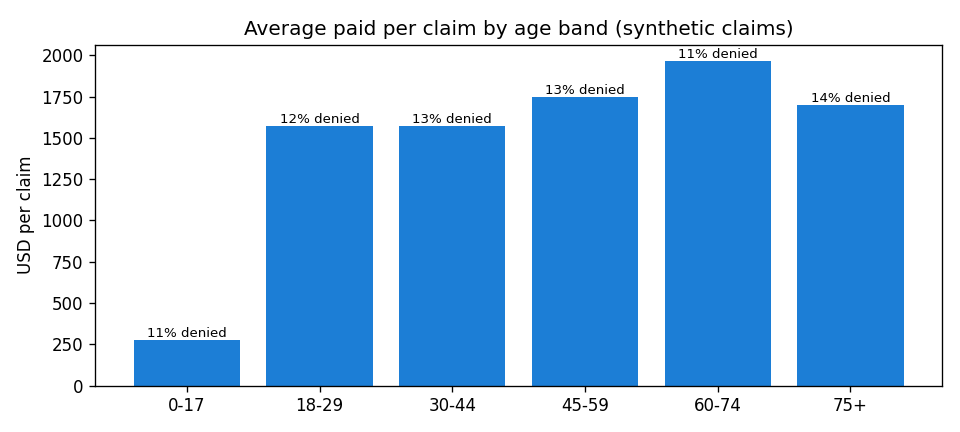 Average paid per claim by age band (synthetic claims)
USD per claim
2000
1750
1500
1250
1000
750
500
250
0
11% denied
12% denied
13% denied
13% denied
11% denied
14% denied
0-17
18-29
30-44
45-59
60-74
75+